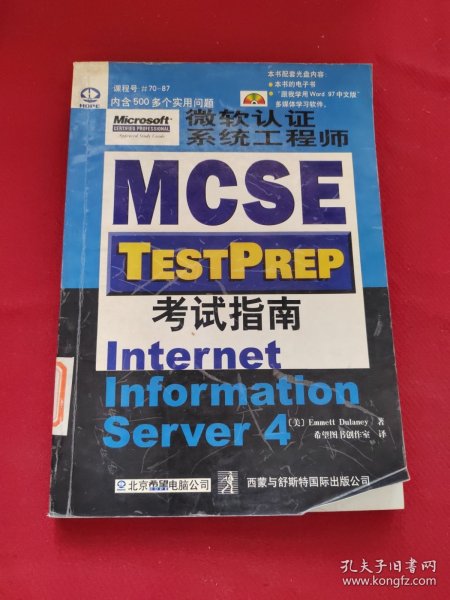 HOPE
课程号 #70-87
内含500多个实用问题
本书配套光盘内容:
•本书的电子书
•"跟我学用Word 97中文版"
多媒体学习软件。
Microsoft
CERTIFIED PROFESSIONAL
Approved Study Guide
微软认证
系统工程师
MCSE
TESTPREP
考试指南
Internet
Information
Server 4
[美] Emmett Dulaney 著
希望图书创作室 译
北京希望电脑公司
西蒙与舒斯特国际出版公司
孔夫子旧书网
www.kongfz.com